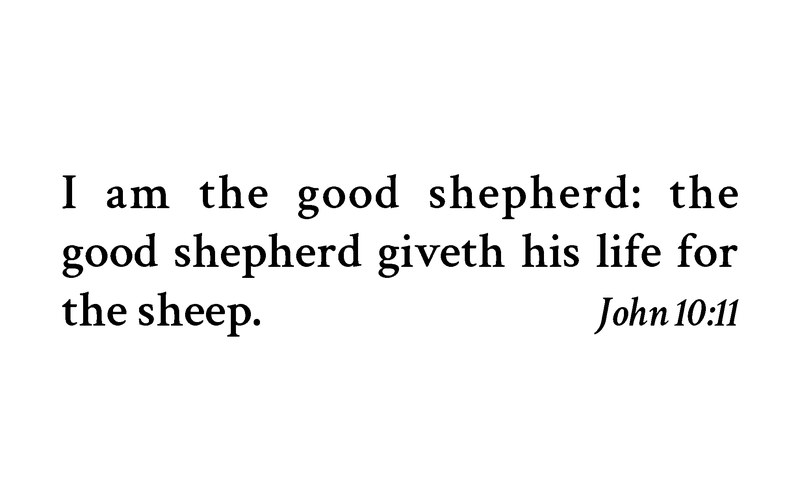 I am the good shepherd: the
good shepherd giveth his life for
the sheep. John 10:11